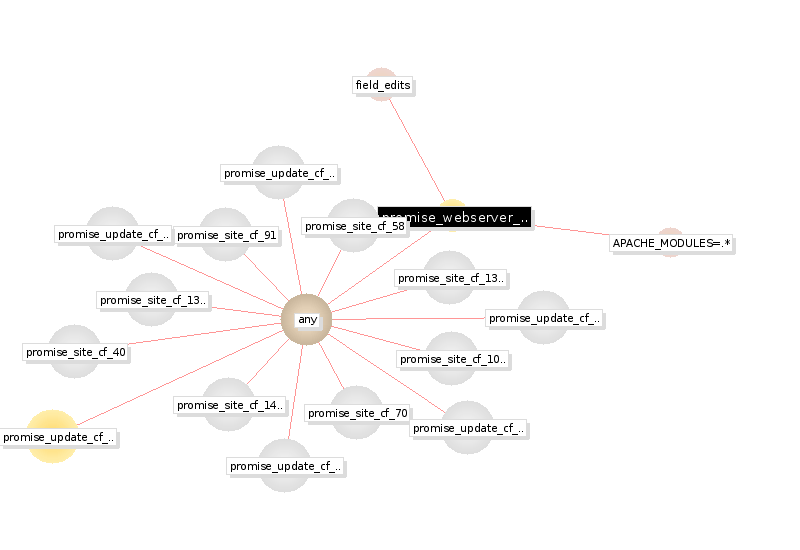 field_edits
promise_update_cf_..
promise_webserver_..
promise_site_cf_58
promise_update_cf_..
promise_site_cf_91
APACHE_MODULES=.*
promise_site_cf_13..
promise_site_cf_13..
any
promise_update_cf_..
promise_site_cf_40
promise_site_cf_10..
promise_site_cf_14..
promise_site_cf_70
promise_update_cf_..
promise_update_cf_..
promise_update_cf_..